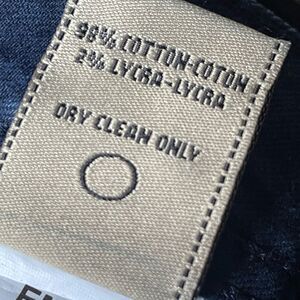 98% COTTON-COTON
2% LYCRA-LYCRA
DRY CLEAN ONLY